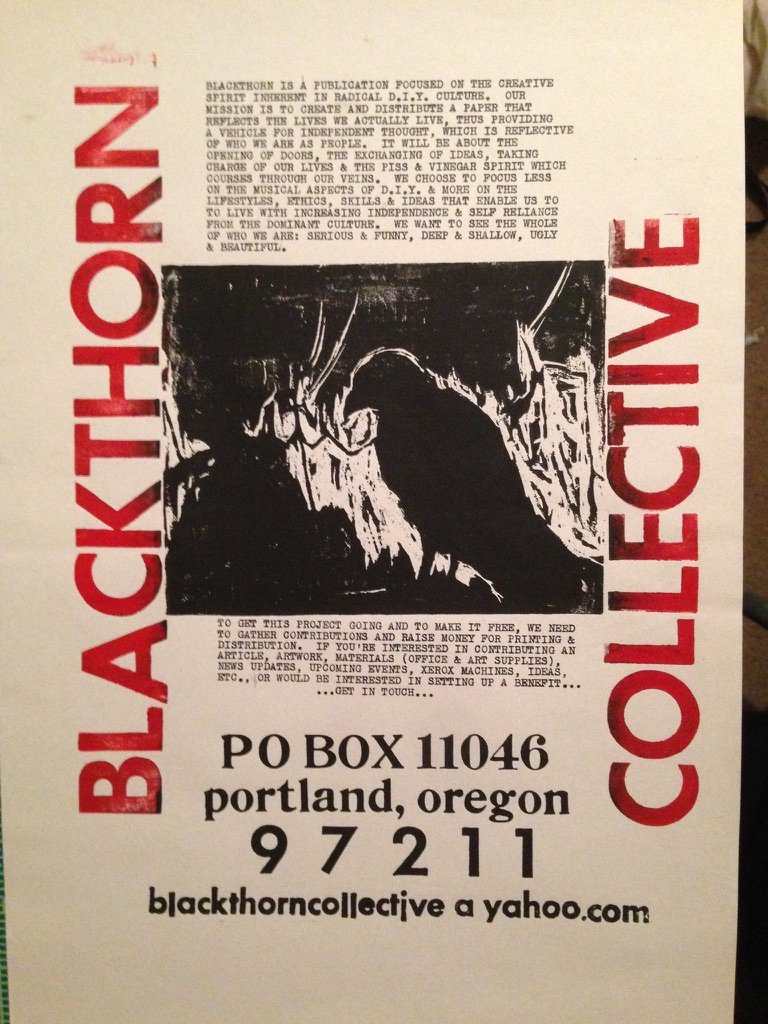 BLACKTHORN
BLACKTHORN IS A PUBLICATION FOCUSED ON THE CREATIVE
SPIRIT INHERENT IN RADICAL D.I.Y. CULTURE. OUR
MISSION IS TO CREATE AND DISTRIBUTE A PAPER THAT
REFLECTS THE LIVES WE ACTUALLY LIVE, THUS PROVIDING
A VEHICLE FOR INDEPENDENT THOUGHT, WHICH IS REFLECTIVE
OF WHO WE ARE AS PEOPLE. IT WILL BE ABOUT THE
OPENING OF DOORS, THE EXCHANGING OF IDEAS, TAKING
CHARGE OF OUR LIVES & THE PISS & VINEGAR SPIRIT WHICH
COURSES THROUGH OUR VEINS. WE CHOOSE TO FOCUS LESS
ON THE MUSICAL ASPECTS OF D.I.Y. & MORE ON THE
LIFESTYLES, ETHICS, SKILLS & IDEAS THAT ENABLE US TO
TO LIVE WITH INCREASING INDEPENDENCE & SELF RELIANCE
FROM THE DOMINANT CULTURE. WE WANT TO SEE THE WHOLE
OF WHO WE ARE: SERIOUS & FUNNY, DEEP & SHALLOW, UGLY
& BEAUTIFUL.
COLLECTIVE
TO GET THIS PROJECT GOING AND TO MAKE IT FREE, WE NEED
TO GATHER CONTRIBUTIONS AND RAISE MONEY FOR PRINTING &
DISTRIBUTION. IF YOU'RE INTERESTED IN CONTRIBUTING AN
ARTICLE, ARTWORK, MATERIALS (OFFICE & ART SUPPLIES),
NEWS UPDATES, UPCOMING EVENTS, XEROX MACHINES, IDEAS,
ETC., OR WOULD BE INTERESTED IN SETTING UP A BENEFIT...
...GET IN TOUCH...
PO BOX 11046
portland, oregon
97211
blackthorncollective a yahoo.com